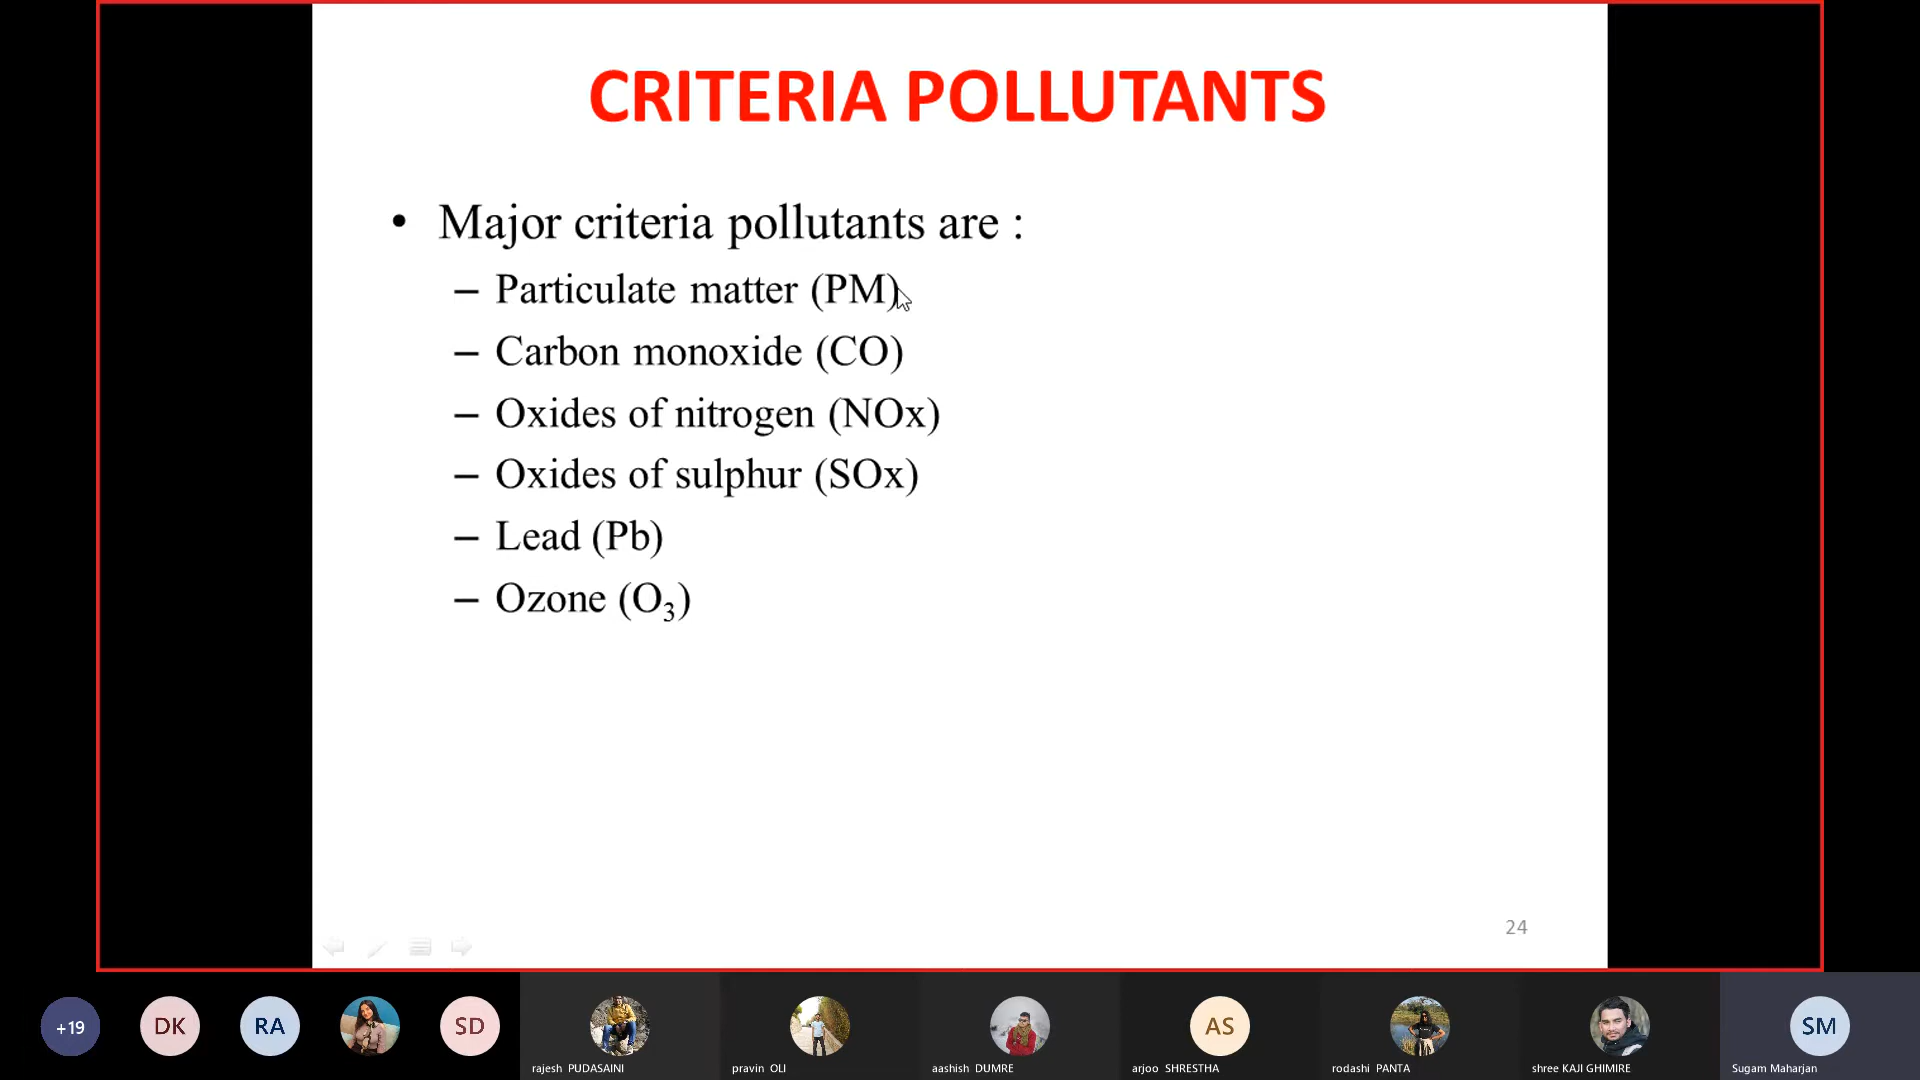 CRITERIA POLLUTANTS
• Major criteria pollutants are :
– Particulate matter (PM)
– Carbon monoxide (CO)
– Oxides of nitrogen (NOx)
– Oxides of sulphur (SOx)
– Lead (Pb)
– Ozone (O₃)
24
+19
DK
RA
SD
AS
SM
rajesh PUDASAINI
pravin OLI
aashish DUMRE
arjoo SHRESTHA
rodashi PANTA
shree KAJI GHIMIRE
Sugam Maharjan